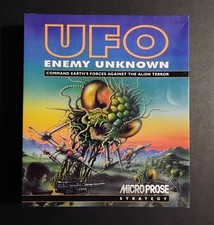 UFO
ENEMY UNKNOWN
COMMAND EARTH'S FORCES AGAINST THE ALIEN TERROR
MICROPROSE
STRATEGY